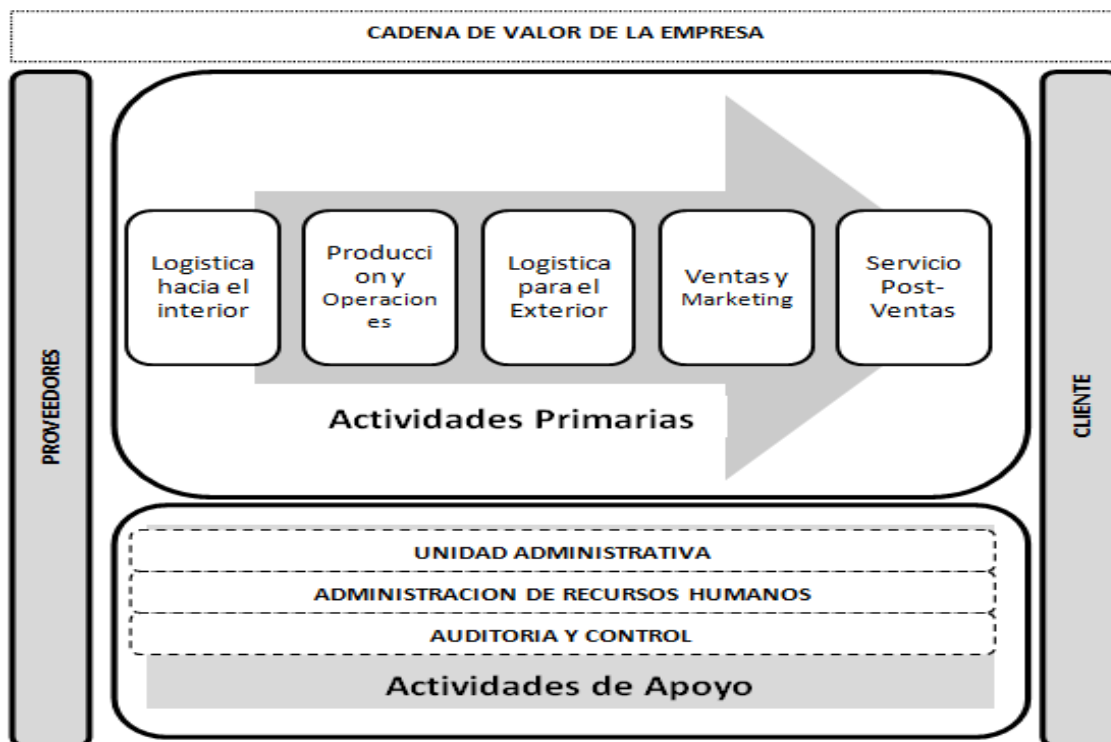 CADENA DE VALOR DE LA EMPRESA
PROVEEDORES
Logistica
hacia el
interior
Producci
on y
Operacion
es
Logistica
para el
Exterior
Ventas y
Marketing
Servicio
Post-
Ventas
Actividades Primarias
UNIDAD ADMINISTRATIVA
ADMINISTRACION DE RECURSOS HUMANOS
AUDITORIA Y CONTROL
Actividades de Apoyo
CLIENTE